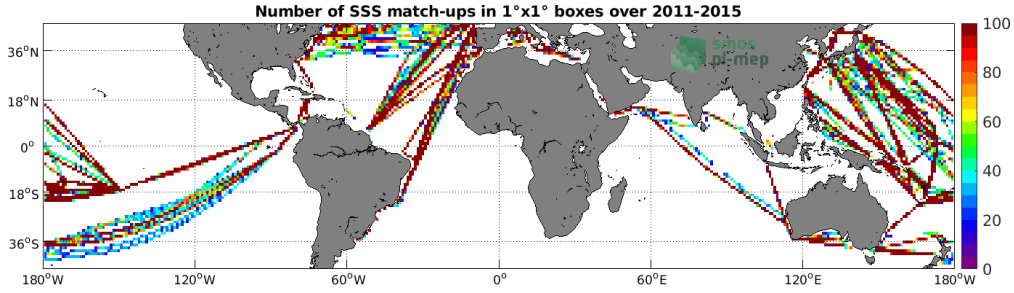 Number of SSS match-ups in 1°x1° boxes over 2011-2015
smos
pi-mep
36°N
18°N
0°
18°S
36°S
180°W
120°W
60°W
0°
60°E
120°E
180°W
100
80
60
40
20
0